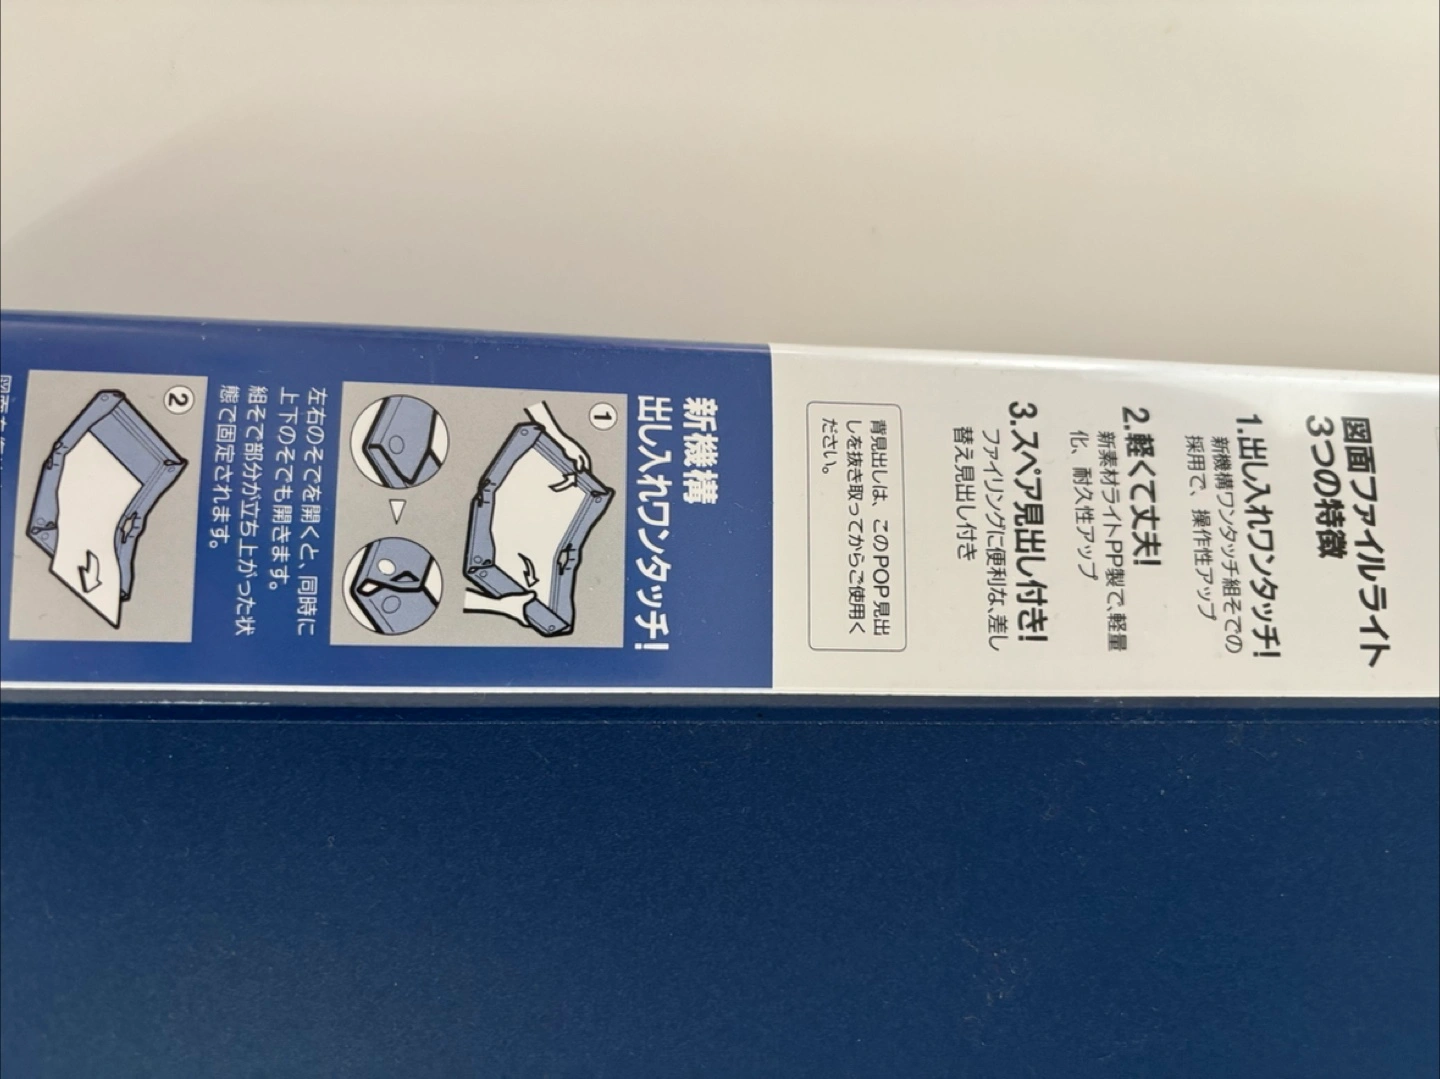 図面ファイルライト
3つの特徴
1.出し入れワンタッチ!
新機構ワンタッチ組そでの
採用で、操作性アップ
2.軽くて丈夫!
新素材ライトPP製で、軽量
化、耐久性アップ
3.スペア見出し付き!
ファイリングに便利な、差し
替え見出し付き
背見出しは、このPOP見出
しを抜き取ってからご使用く
ださい。
新機構
出し入れワンタッチ!
①
左右のそでを開くと、同時に
上下のそでも開きます。
組そで部分が立ち上がった状
態で固定されます。
②